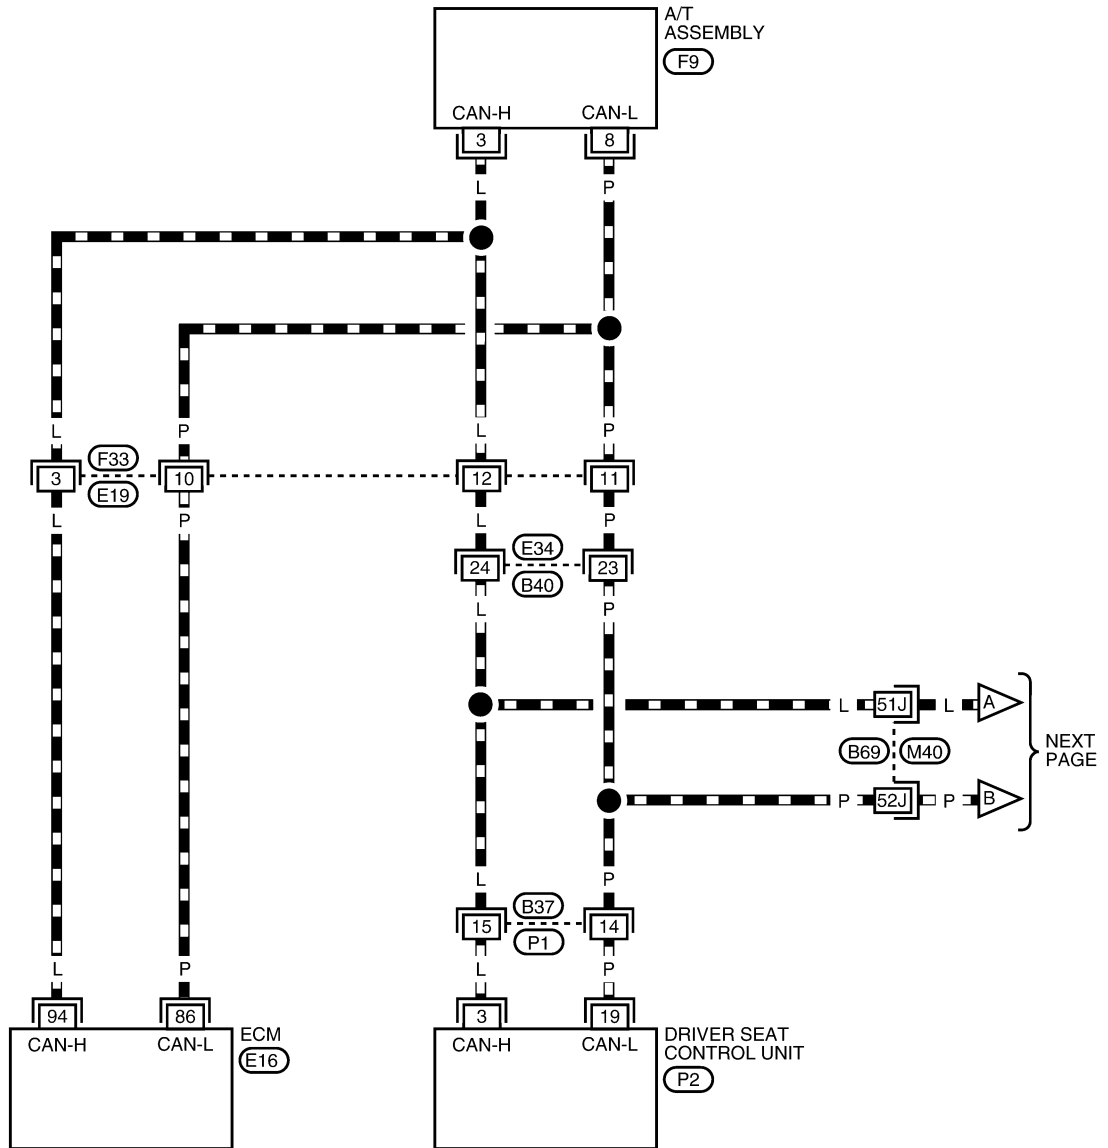 A/T
ASSEMBLY
F9
CAN-H CAN-L
3 8
L P
L P L P
F33
3 10 12 11
E19
L P L P
E34
24 23
B40
L P
L 51J L A
B69 M40
NEXT
PAGE
P 52J P B
L P
B37
15 14
P1
L P L P
94 86 3 19
ECM
CAN-H CAN-L
E16
DRIVER SEAT
CONTROL UNIT
CAN-H CAN-L
P2